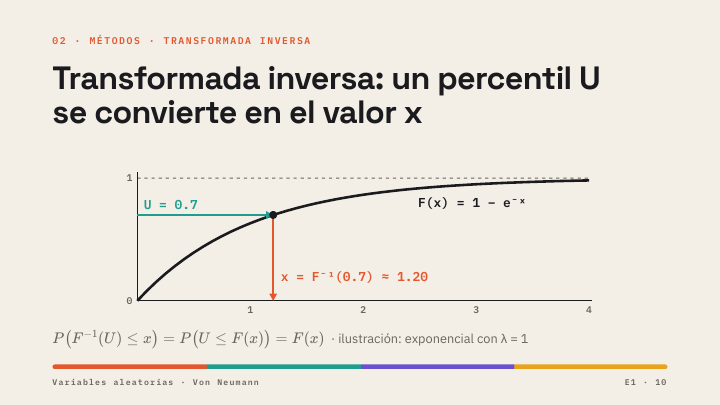 02 · MÉTODOS · TRANSFORMADA INVERSA
Transformada inversa: un percentil U
se convierte en el valor x
1
U = 0.7
F(x) = 1 − e⁻ˣ
x = F⁻¹(0.7) ≈ 1.20
0
1 2 3 4
P(F⁻¹(U) ≤ x) = P(U ≤ F(x)) = F(x) · ilustración: exponencial con λ = 1
Variables aleatorias · Von Neumann E1 · 10